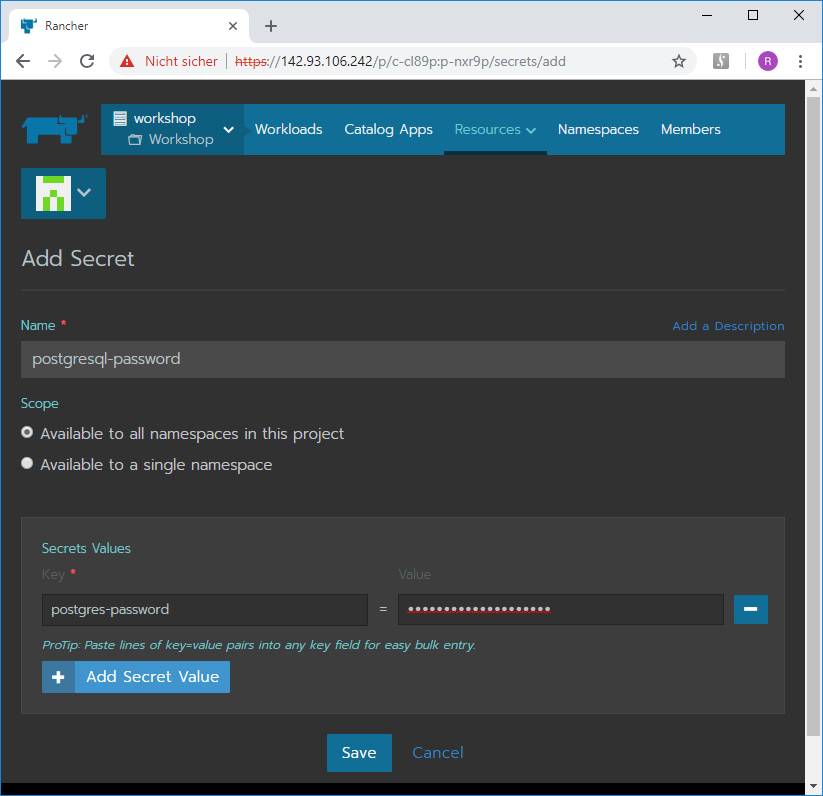 Rancher
Nicht sicher | https://142.93.106.242/p/c-cl89p:p-nxr9p/secrets/add
R
workshop
Workshop
Workloads Catalog Apps Resources Namespaces Members
Add Secret
Name *
Add a Description
postgresql-password
Scope
Available to all namespaces in this project
Available to a single namespace
Secrets Values
Key * Value
postgres-password = ••••••••••••••••••••
ProTip: Paste lines of key=value pairs into any key field for easy bulk entry.
+ Add Secret Value
Save Cancel